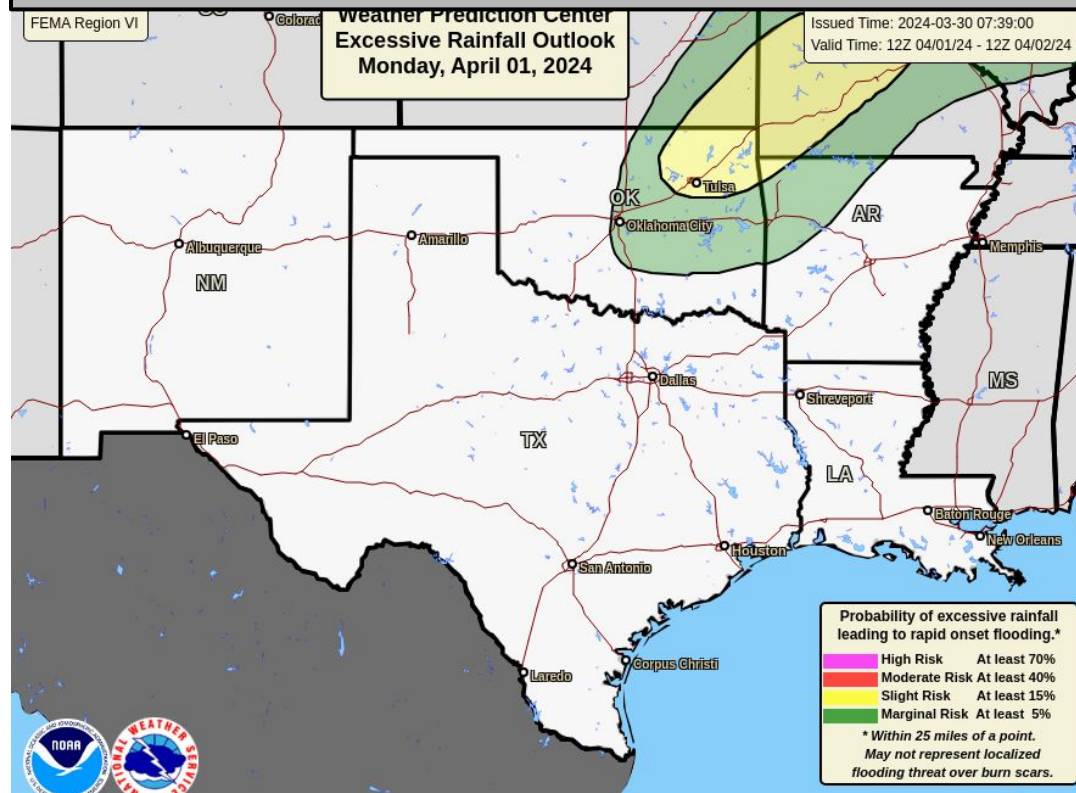 FEMA Region VI
Weather Prediction Center
Excessive Rainfall Outlook
Monday, April 01, 2024
Issued Time: 2024-03-30 07:39:00
Valid Time: 12Z 04/01/24 - 12Z 04/02/24
Tulsa
OK
Oklahoma City
AR
Albuquerque
Amarillo
Memphis
NM
Dallas
MS
Shreveport
El Paso
TX
LA
Baton Rouge
New Orleans
Houston
San Antonio
Laredo
Corpus Christi
Probability of excessive rainfall
leading to rapid onset flooding.*
High Risk At least 70%
Moderate Risk At least 40%
Slight Risk At least 15%
Marginal Risk At least 5%
* Within 25 miles of a point.
May not represent localized
flooding threat over burn scars.
NOAA
NATIONAL WEATHER SERVICE